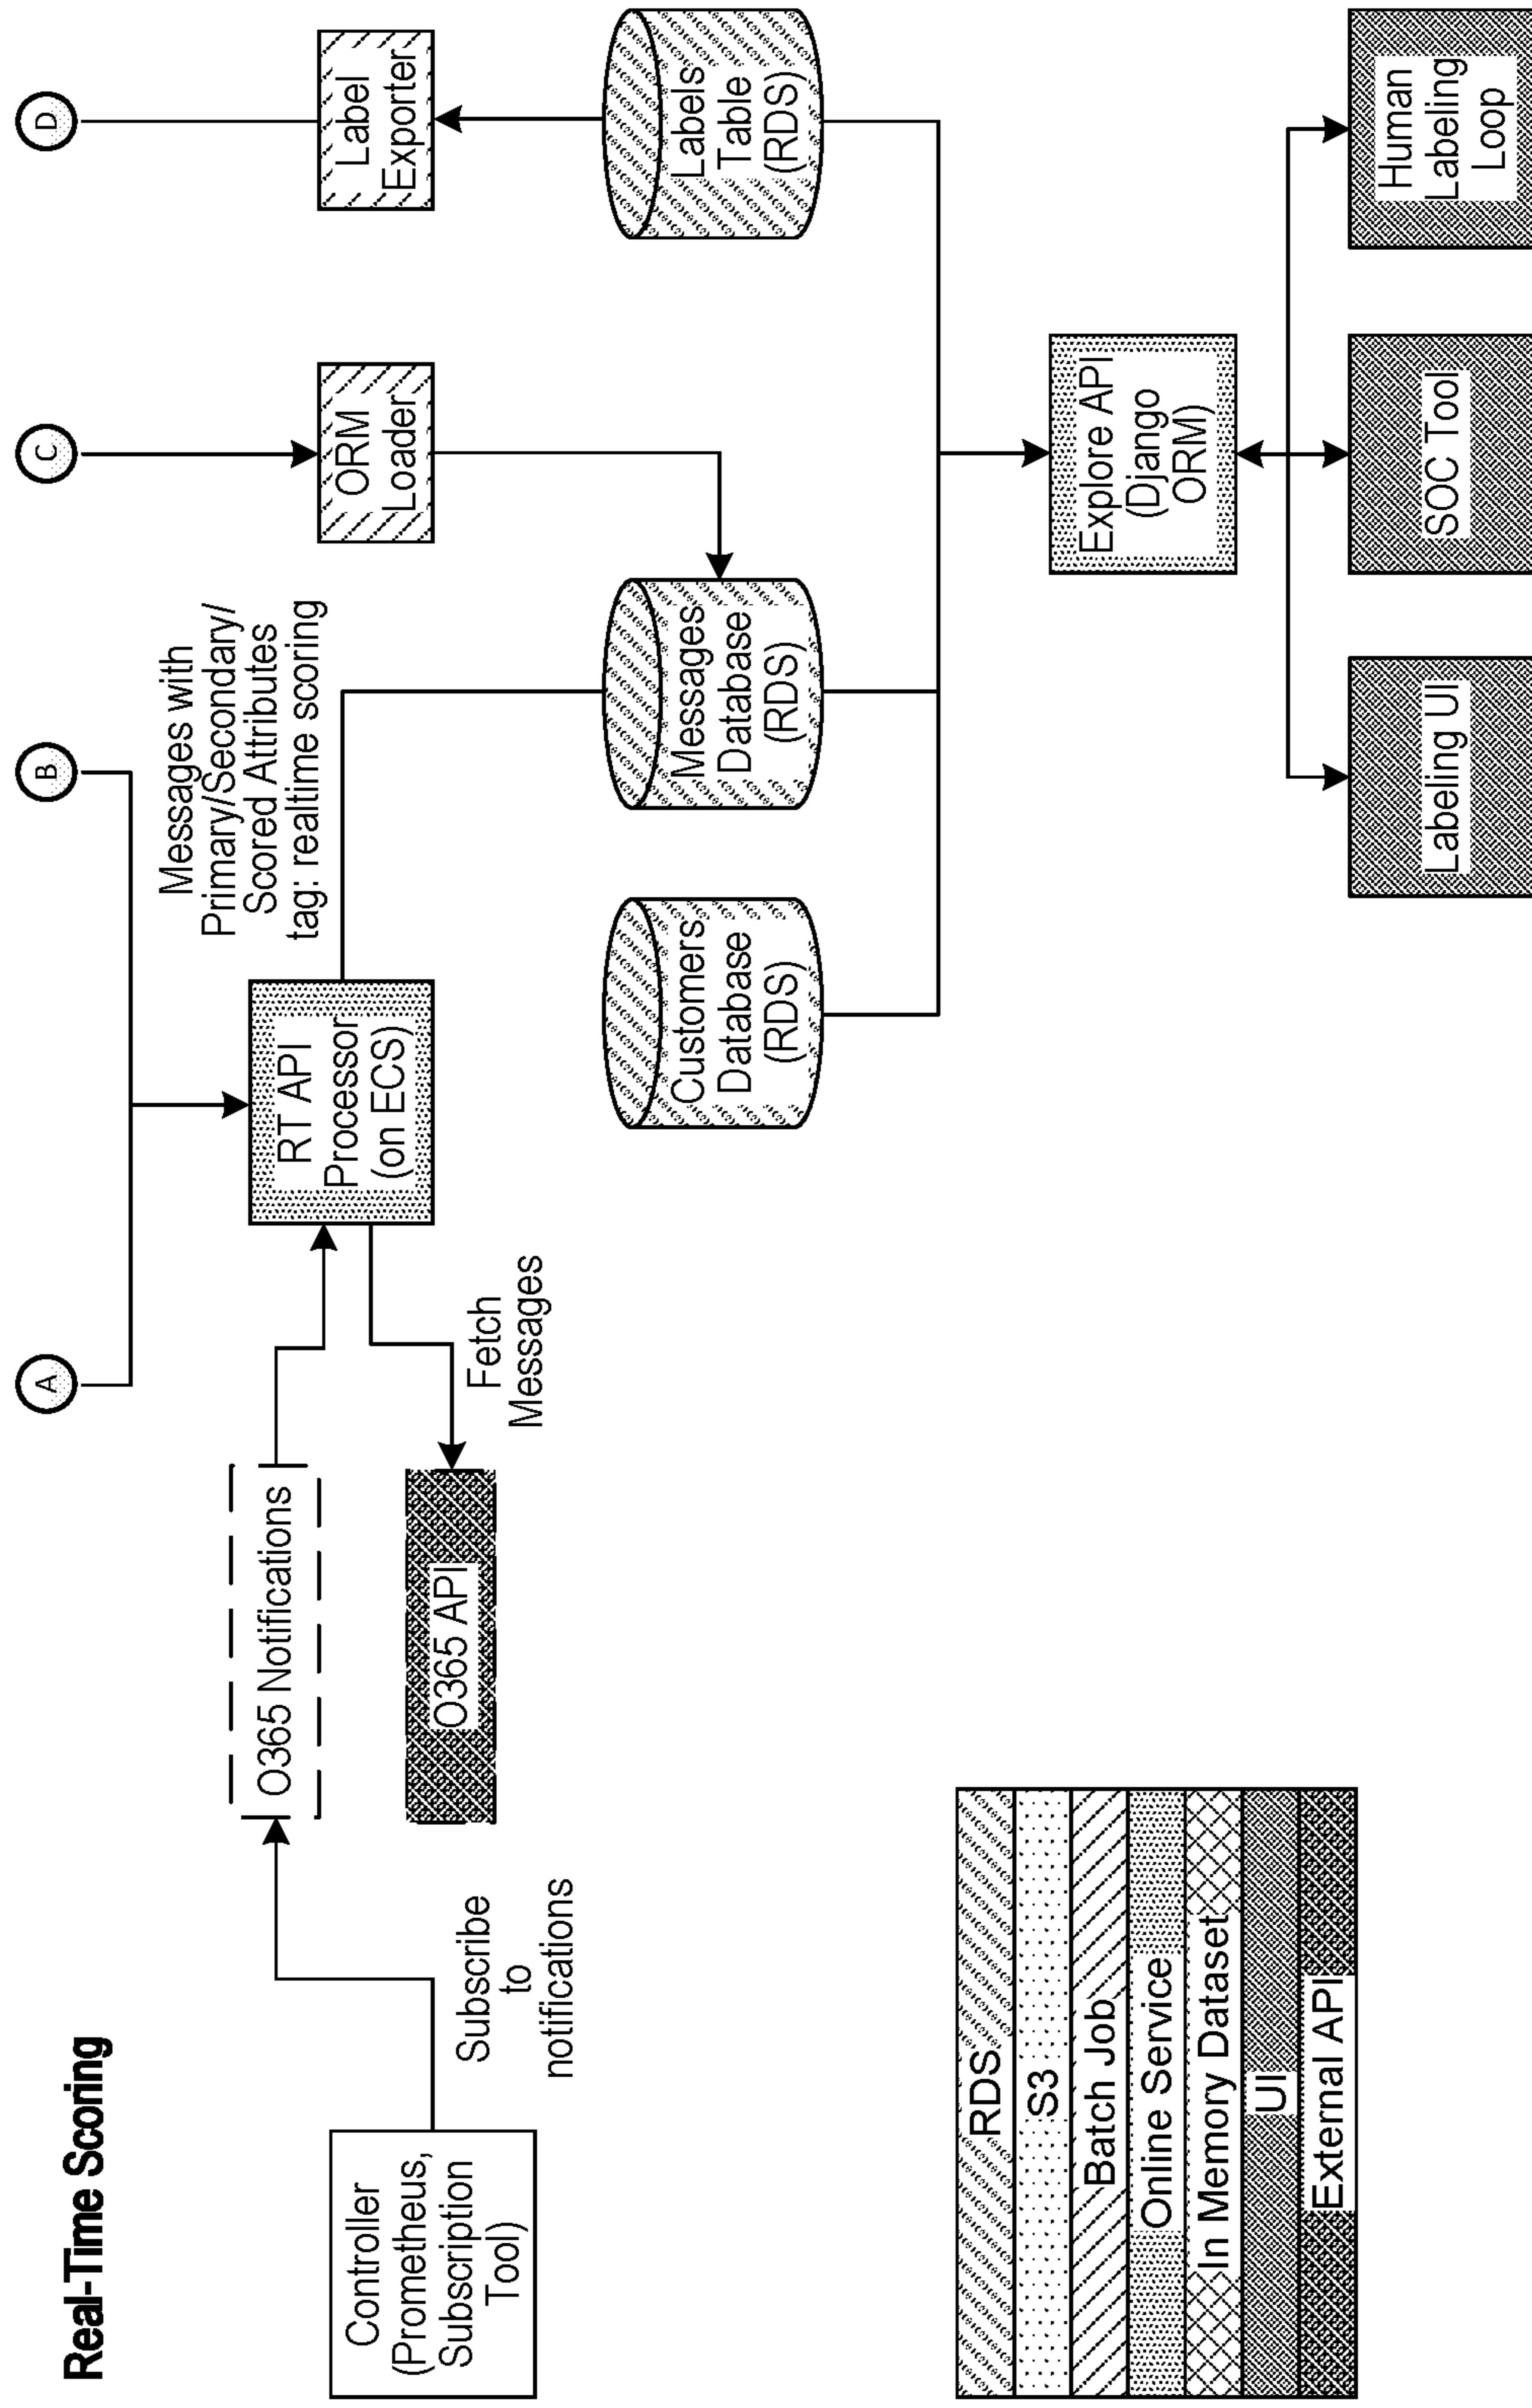 Real-Time Scoring
A
B
C
D
Controller
(Prometheus,
Subscription
Tool)
Subscribe
to
notifications
O365 Notifications
O365 API
Fetch
Messages
RT API
Processor
(on ECS)
Messages with
Primary/Secondary/
Scored Attributes
tag: realtime scoring
ORM
Loader
Label
Exporter
Customers
Database
(RDS)
Messages
Database
(RDS)
Labels
Table
(RDS)
Explore API
(Django
ORM)
Labeling UI
SOC Tool
Human
Labeling
Loop
RDS
S3
Batch Job
Online Service
In Memory Dataset
UI
External API